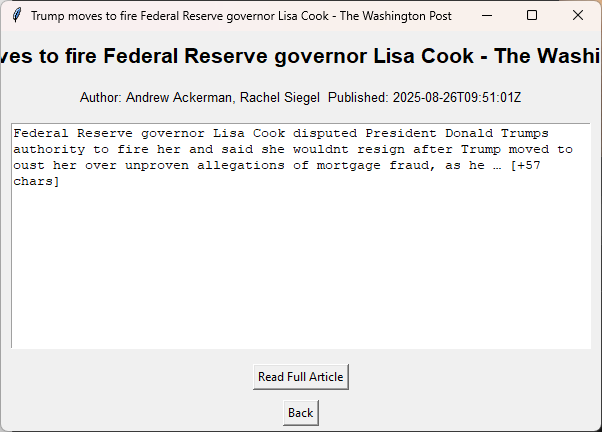 Trump moves to fire Federal Reserve governor Lisa Cook - The Washington Post
ves to fire Federal Reserve governor Lisa Cook - The Washi
Author: Andrew Ackerman, Rachel Siegel  Published: 2025-08-26T09:51:01Z
Federal Reserve governor Lisa Cook disputed President Donald Trumps
authority to fire her and said she wouldnt resign after Trump moved to
oust her over unproven allegations of mortgage fraud, as he … [+57
chars]
Read Full Article
Back